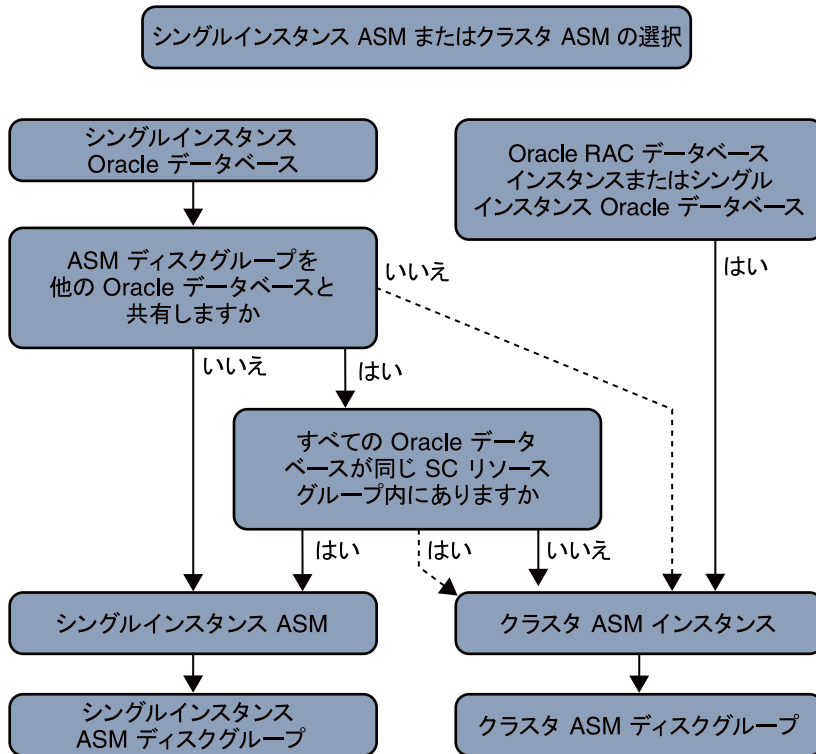 シングルインスタンス ASM またはクラスタ ASM の選択
シングルインスタンス
Oracle データベース
Oracle RAC データベース
インスタンスまたはシングル
インスタンス Oracle データベース
ASM ディスクグループを
他の Oracle データベースと
共有しますか
いいえ
はい
いいえ
はい
すべての Oracle データ
ベースが同じ SC リソース
グループ内にありますか
はい
はい
いいえ
シングルインスタンス ASM
クラスタ ASM インスタンス
シングルインスタンス
ASM ディスクグループ
クラスタ ASM ディスクグループ